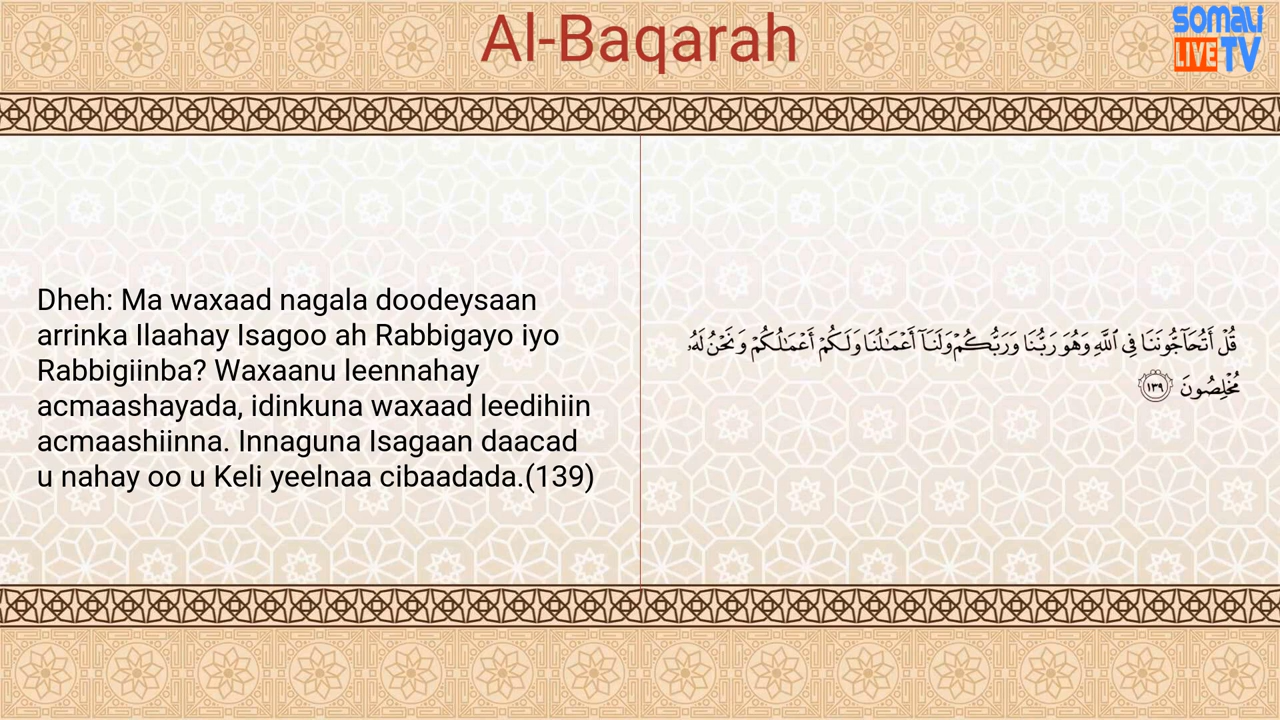 Al-Baqarah
SOMALI
LIVE TV
Dheh: Ma waxaad nagala doodeysaan
arrinka Ilaahay Isagoo ah Rabbigayo iyo
Rabbigiinba? Waxaanu leennahay
acmaashayada, idinkuna waxaad leedihiin
acmaashiinna. Innaguna Isagaan daacad
u nahay oo u Keli yeelnaa cibaadada.(139)
قُلْ أَتُحَآجُّونَنَا فِى ٱللَّهِ وَهُوَ رَبُّنَا وَرَبُّكُمْ وَلَنَآ أَعْمَـٰلُنَا وَلَكُمْ أَعْمَـٰلُكُمْ وَنَحْنُ لَهُۥ
مُخْلِصُونَ ١٣٩